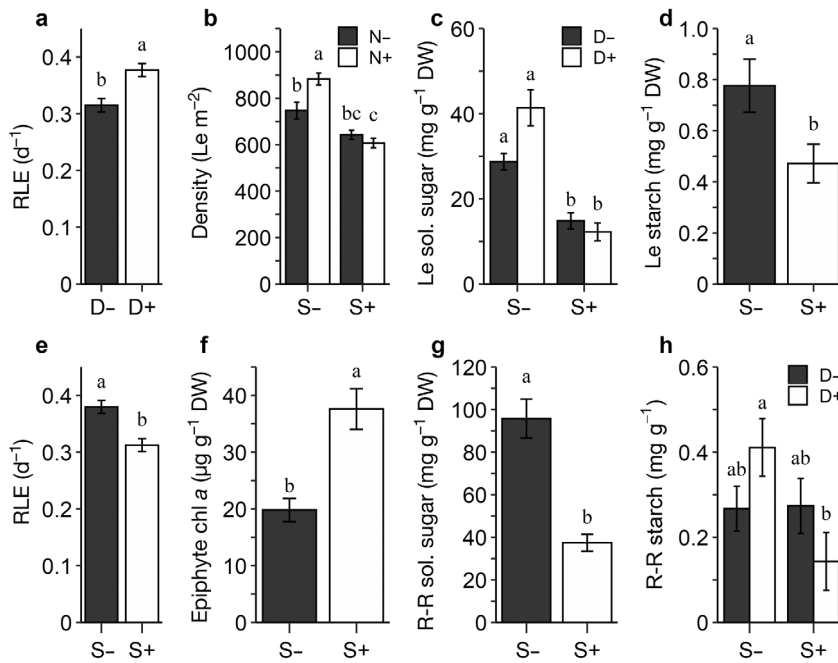 a
RLE (d⁻¹)
0.4
0.3
0.2
0.1
0
b
a
D− D+
b
Density (Le m⁻²)
1000
800
600
400
200
0
N−
N+
b
a
bc
c
S− S+
c
Le sol. sugar (mg g⁻¹ DW)
60
40
20
0
D−
D+
a
a
b
b
S− S+
d
Le starch (mg g⁻¹ DW)
1.0
0.8
0.6
0.4
0.2
0
a
b
S− S+
e
RLE (d⁻¹)
0.4
0.3
0.2
0.1
0
a
b
S− S+
f
Epiphyte chl a (µg g⁻¹ DW)
40
30
20
10
0
b
a
S− S+
g
R-R sol. sugar (mg g⁻¹ DW)
120
100
80
60
40
20
0
a
b
S− S+
h
R-R starch (mg g⁻¹)
0.6
0.4
0.2
0
D−
D+
ab
a
ab
b
S− S+